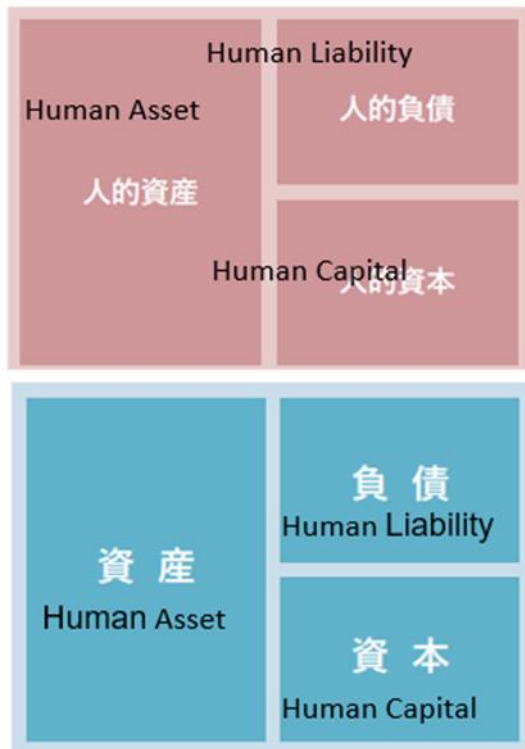 Human Asset
人的資産
Human Liability
人的負債
Human Capital
人的資本
資産
Human Asset
負債
Human Liability
資本
Human Capital